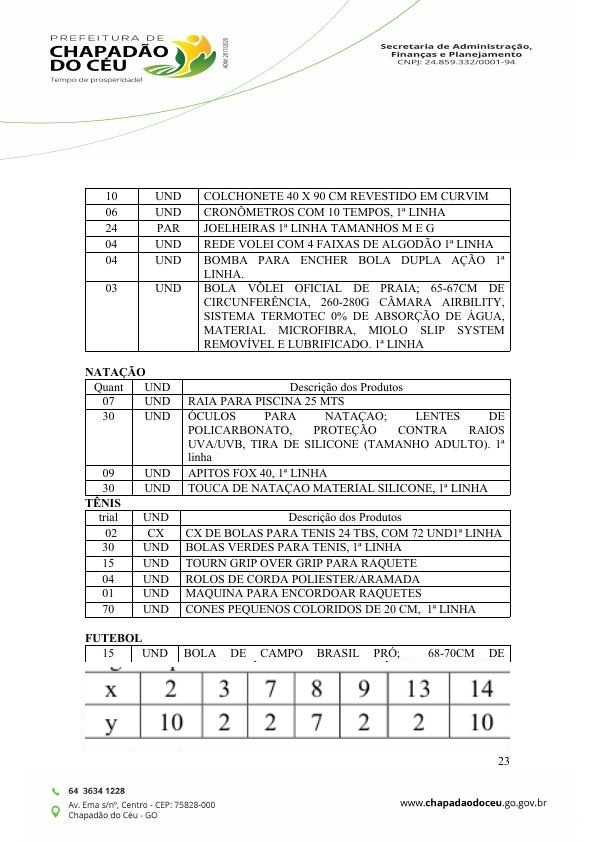 PREFEITURA DE
CHAPADÃO
DO CÉU
Tempo de prosperidade!
ADM: 2017/2020
Secretaria de Administração,
Finanças e Planejamento
CNPJ: 24.859.332/0001-94
10 UND COLCHONETE 40 X 90 CM REVESTIDO EM CURVIM
06 UND CRONÔMETROS COM 10 TEMPOS, 1ª LINHA
24 PAR JOELHEIRAS 1ª LINHA TAMANHOS M E G
04 UND REDE VOLEI COM 4 FAIXAS DE ALGODÃO 1ª LINHA
04 UND BOMBA PARA ENCHER BOLA DUPLA AÇÃO 1ª
LINHA.
03 UND BOLA VÔLEI OFICIAL DE PRAIA; 65-67CM DE
CIRCUNFERÊNCIA, 260-280G CÂMARA AIRBILITY,
SISTEMA TERMOTEC 0% DE ABSORÇÃO DE ÁGUA,
MATERIAL MICROFIBRA, MIOLO SLIP SYSTEM
REMOVÍVEL E LUBRIFICADO. 1ª LINHA
NATAÇÃO
Quant UND Descrição dos Produtos
07 UND RAIA PARA PISCINA 25 MTS
30 UND ÓCULOS PARA NATAÇAO; LENTES DE
POLICARBONATO, PROTEÇÃO CONTRA RAIOS
UVA/UVB, TIRA DE SILICONE (TAMANHO ADULTO). 1ª
linha
09 UND APITOS FOX 40, 1ª LINHA
30 UND TOUCA DE NATAÇAO MATERIAL SILICONE, 1ª LINHA
TÊNIS
trial UND Descrição dos Produtos
02 CX CX DE BOLAS PARA TENIS 24 TBS, COM 72 UND1ª LINHA
30 UND BOLAS VERDES PARA TENIS, 1ª LINHA
15 UND TOURN GRIP OVER GRIP PARA RAQUETE
04 UND ROLOS DE CORDA POLIESTER/ARAMADA
01 UND MAQUINA PARA ENCORDOAR RAQUETES
70 UND CONES PEQUENOS COLORIDOS DE 20 CM, 1ª LINHA
FUTEBOL
15 UND BOLA DE CAMPO BRASIL PRÓ; 68-70CM DE
x 2 3 7 8 9 13 14
y 10 2 2 7 2 2 10
23
64 3634 1228
Av. Ema s/nº, Centro - CEP: 75828-000
Chapadão do Céu - GO
www.chapadaodoceu.go.gov.br